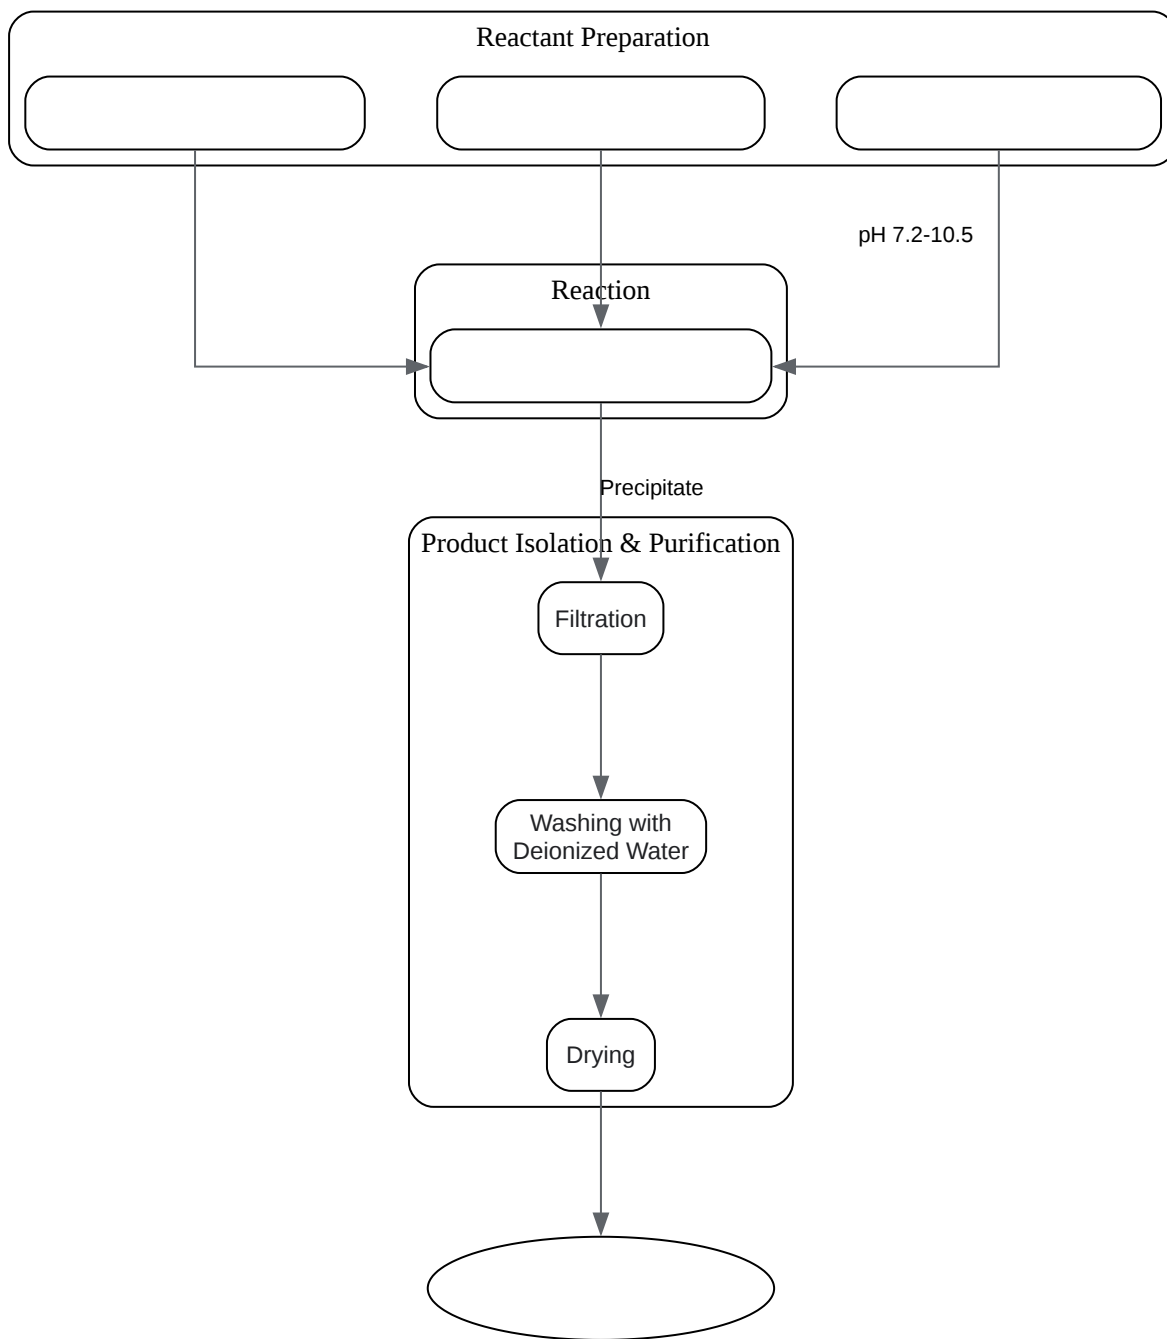 Reactant Preparation
pH 7.2-10.5
Reaction
Precipitate
Product Isolation & Purification
Filtration
Washing with
Deionized Water
Drying